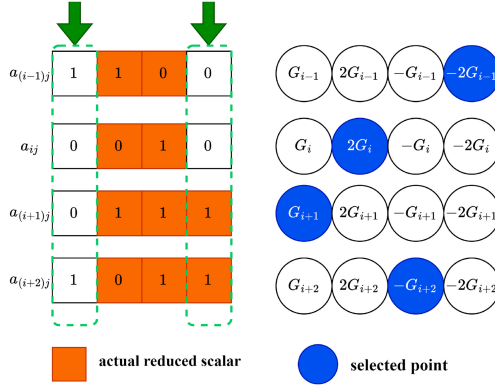 a(i−1)j 1 1 0 0 Gi−1 2Gi−1 −Gi−1 −2Gi−1
aij 0 0 1 0 Gi 2Gi −Gi −2Gi
a(i+1)j 0 1 1 1 Gi+1 2Gi+1 −Gi+1 −2Gi+1
a(i+2)j 1 0 1 1 Gi+2 2Gi+2 −Gi+2 −2Gi+2
actual reduced scalar selected point